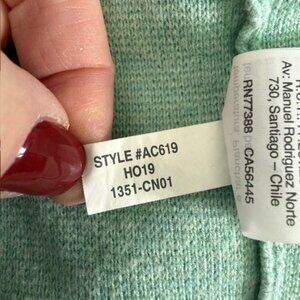 STYLE #AC619
HO19
1351-CN01
RN77388
CA56445
Av. Manuel Rodriguez Norte
730, Santiago – Chile